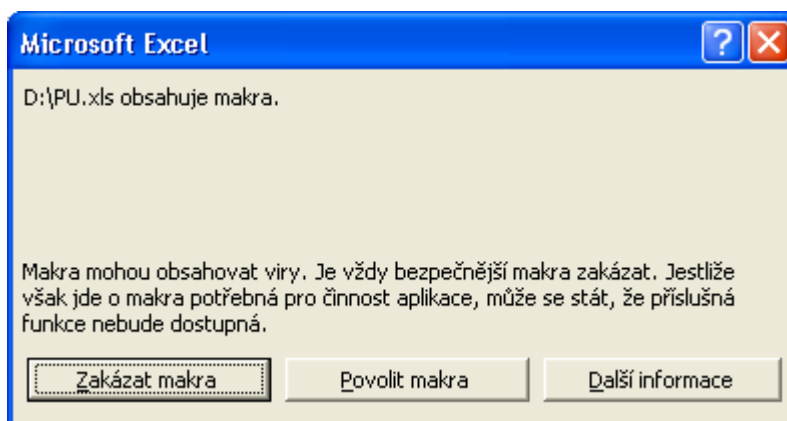 Microsoft Excel
D:\PU.xls obsahuje makra.
Makra mohou obsahovat viry. Je vždy bezpečnější makra zakázat. Jestliže
však jde o makra potřebná pro činnost aplikace, může se stát, že příslušná
funkce nebude dostupná.
Zakázat makra
Povolit makra
Další informace